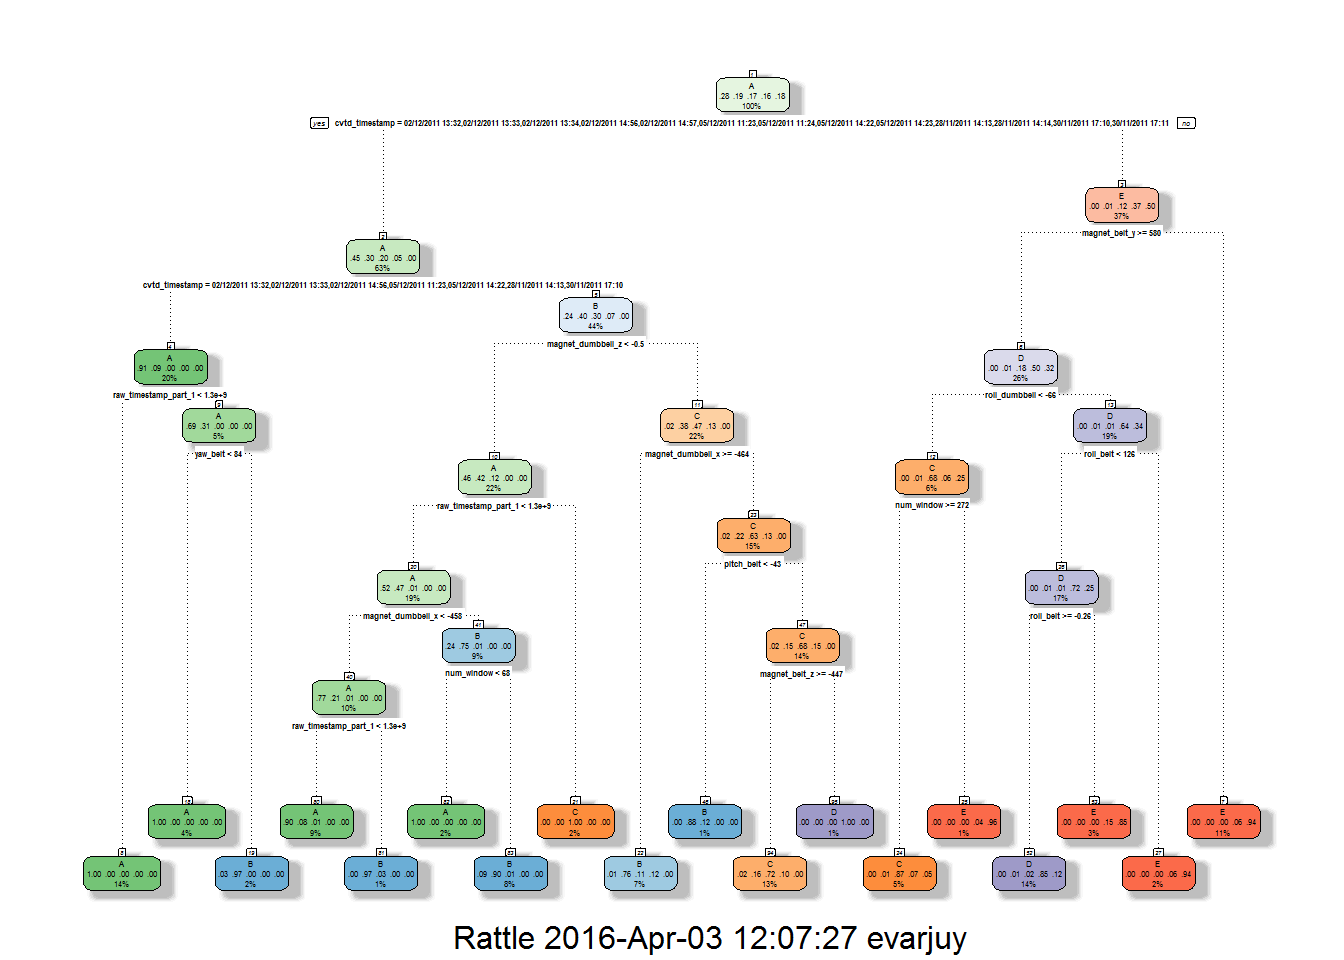 1
A
.28 .19 .17 .16 .18
100%
yes cvtd_timestamp = 02/12/2011 13:32,02/12/2011 13:33,02/12/2011 13:34,02/12/2011 14:56,02/12/2011 14:57,05/12/2011 11:23,05/12/2011 11:24,05/12/2011 14:22,05/12/2011 14:23,28/11/2011 14:13,28/11/2011 14:14,30/11/2011 17:10,30/11/2011 17:11 no
3
E
.00 .01 .12 .37 .50
37%
magnet_belt_y >= 580
2
A
.45 .30 .20 .05 .00
63%
cvtd_timestamp = 02/12/2011 13:32,02/12/2011 13:33,02/12/2011 14:56,05/12/2011 11:23,05/12/2011 14:22,28/11/2011 14:13,30/11/2011 17:10
5
B
.24 .40 .30 .07 .00
44%
magnet_dumbbell_z < -0.5
4
A
.91 .09 .00 .00 .00
20%
raw_timestamp_part_1 < 1.3e+9
6
D
.00 .01 .18 .50 .32
26%
roll_dumbbell < -66
9
A
.69 .31 .00 .00 .00
5%
yaw_belt < 84
11
C
.02 .38 .47 .13 .00
22%
magnet_dumbbell_x >= -464
13
D
.00 .01 .01 .64 .34
19%
roll_belt < 126
10
A
.46 .42 .12 .00 .00
22%
raw_timestamp_part_1 < 1.3e+9
12
C
.00 .01 .68 .06 .25
6%
num_window >= 272
23
C
.02 .22 .63 .13 .00
15%
pitch_belt < -43
20
A
.52 .47 .01 .00 .00
19%
magnet_dumbbell_x < -458
26
D
.00 .01 .01 .72 .25
17%
roll_belt >= -0.26
41
B
.24 .75 .01 .00 .00
9%
num_window < 68
47
C
.02 .15 .68 .15 .00
14%
magnet_belt_z >= -447
40
A
.77 .21 .01 .00 .00
10%
raw_timestamp_part_1 < 1.3e+9
18
A
1.00 .00 .00 .00 .00
4%
80
A
.90 .08 .01 .00 .00
9%
82
A
1.00 .00 .00 .00 .00
2%
21
C
.00 .00 1.00 .00 .00
2%
46
B
.00 .88 .12 .00 .00
1%
95
D
.00 .00 .00 1.00 .00
1%
25
E
.00 .00 .00 .04 .96
1%
53
E
.00 .00 .00 .15 .85
3%
7
E
.00 .00 .00 .06 .94
11%
8
A
1.00 .00 .00 .00 .00
14%
19
B
.03 .97 .00 .00 .00
2%
81
B
.00 .97 .03 .00 .00
1%
83
B
.09 .90 .01 .00 .00
8%
22
B
.01 .76 .11 .12 .00
7%
94
C
.02 .16 .72 .10 .00
13%
24
C
.00 .01 .87 .07 .05
5%
52
D
.00 .01 .02 .85 .12
14%
27
E
.00 .00 .00 .06 .94
2%
Rattle 2016-Apr-03 12:07:27 evarjuy